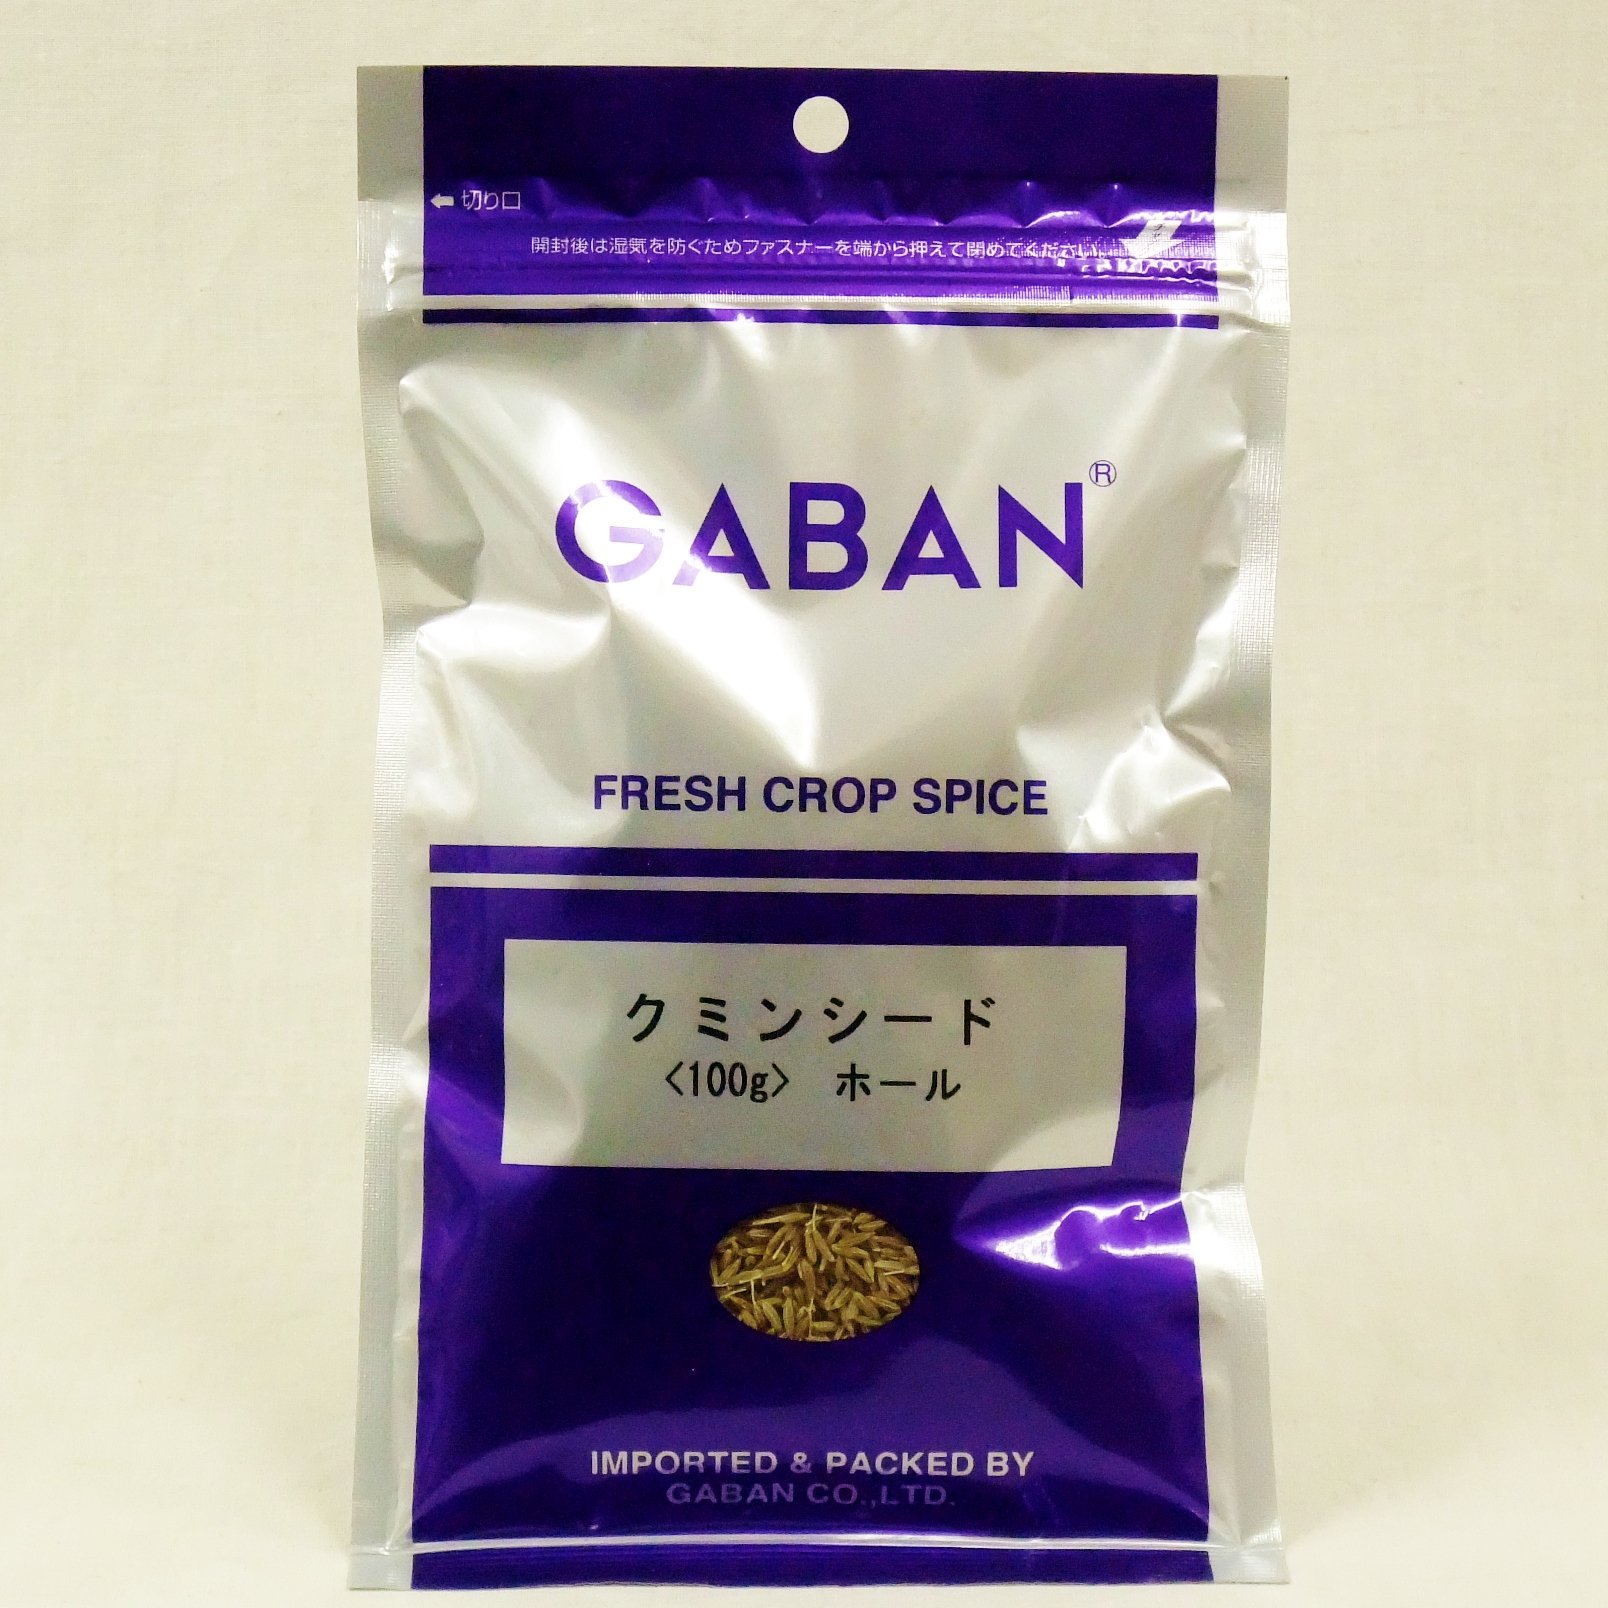 切り口
開封後は湿気を防ぐためファスナーを端から押えて閉めてください。
GABAN®
FRESH CROP SPICE
クミンシード
<100g> ホール
IMPORTED & PACKED BY
GABAN CO.,LTD.